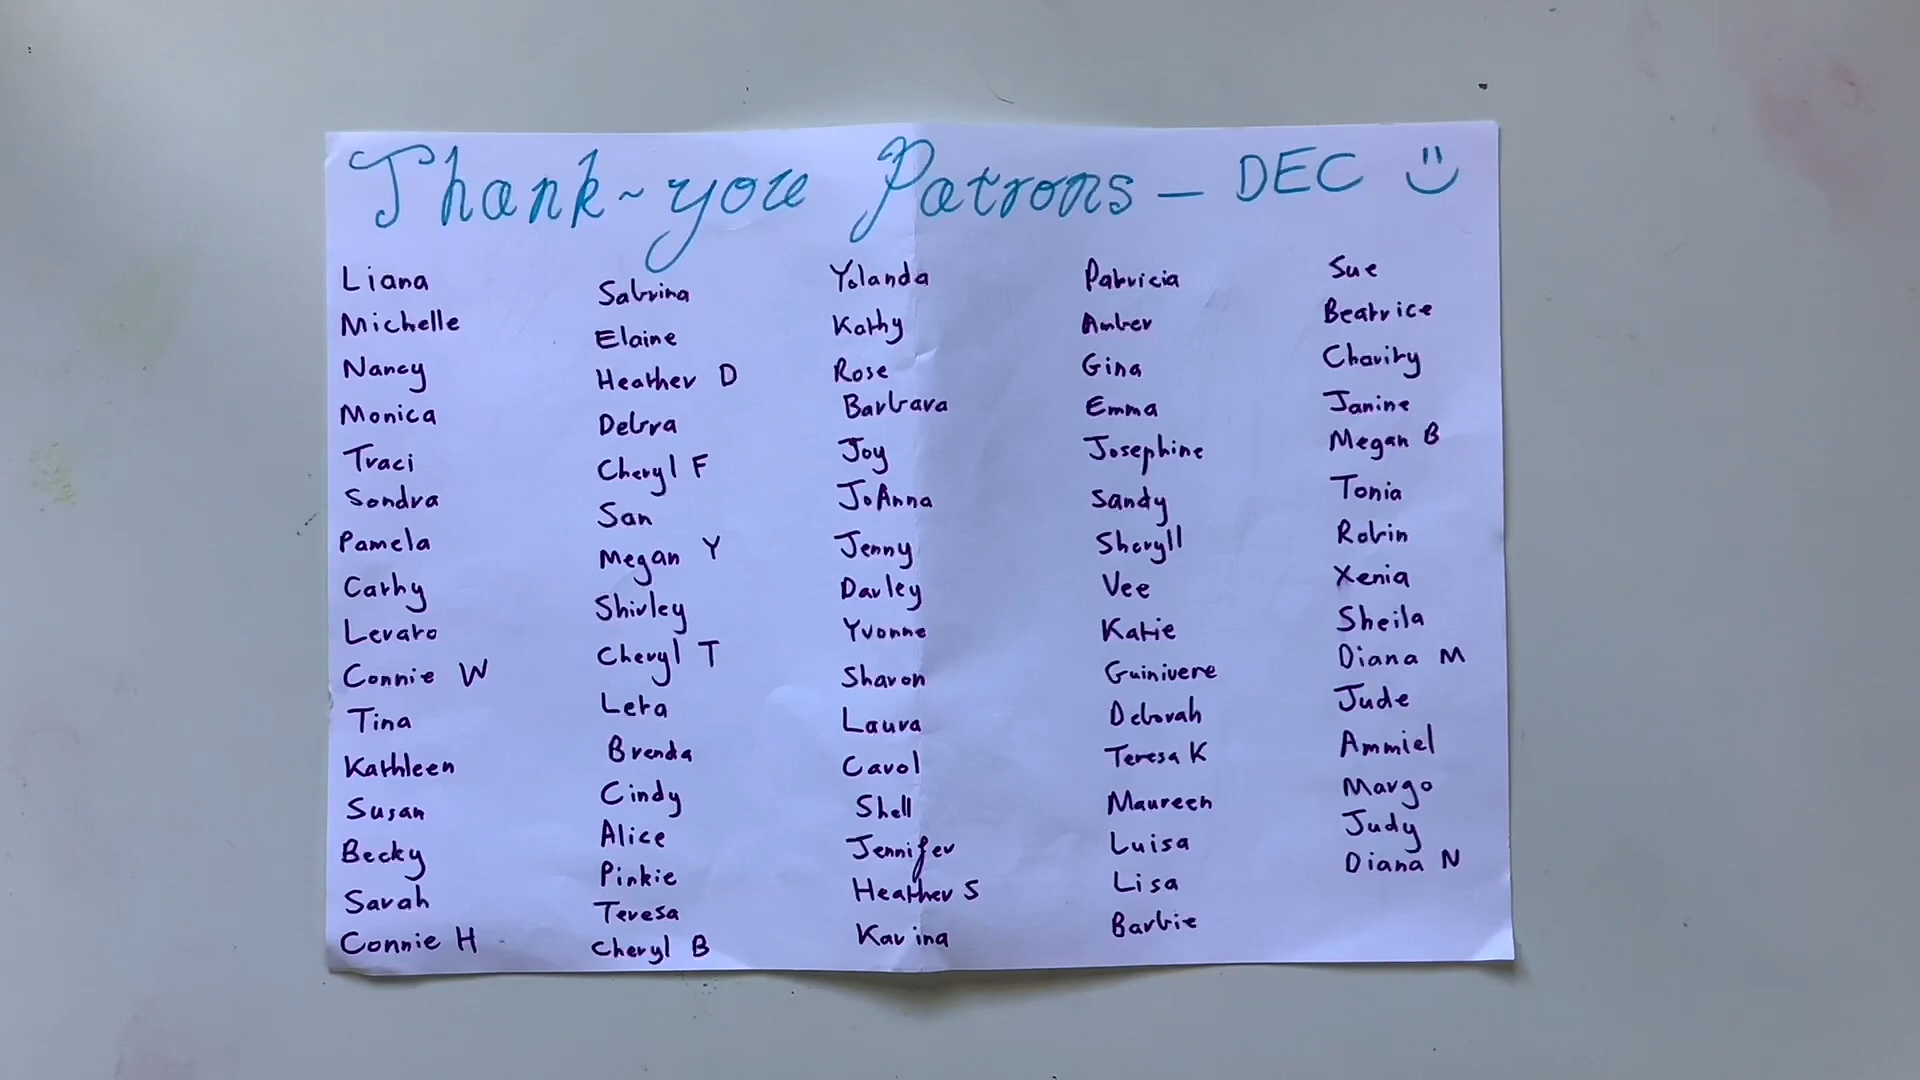 Thank~you Patrons - DEC
Liana
Michelle
Nancy
Monica
Traci
Sondra
Pamela
Cathy
Levato
Connie W
Tina
Kathleen
Susan
Becky
Sarah
Connie H
Sabrina
Elaine
Heather D
Debra
Cheryl F
San
Megan Y
Shirley
Cheryl T
Leta
Brenda
Cindy
Alice
Pinkie
Teresa
Cheryl B
Yolanda
Kathy
Rose
Barbara
Joy
JoAnna
Jenny
Darley
Yvonne
Sharon
Laura
Carol
Shell
Jennifer
Heather S
Karina
Patricia
Amber
Gina
Emma
Josephine
Sandy
Sheryll
Vee
Katie
Guinivere
Deborah
Teresa K
Maureen
Luisa
Lisa
Barbie
Sue
Beatrice
Charity
Janine
Megan B
Tonia
Robin
Xenia
Sheila
Diana M
Jude
Ammiel
Margo
Judy
Diana N